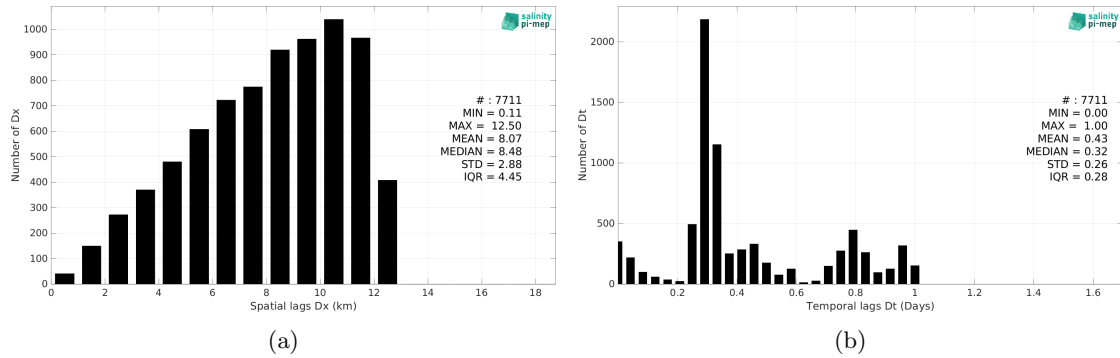 salinity
pi-mep
1000
900
800
700
600
500
400
300
200
100
0
Number of Dx
# : 7711
MIN = 0.11
MAX = 12.50
MEAN = 8.07
MEDIAN = 8.48
STD = 2.88
IQR = 4.45
0 2 4 6 8 10 12 14 16 18
Spatial lags Dx (km)
(a)
salinity
pi-mep
2000
1500
1000
500
0
Number of Dt
# : 7711
MIN = 0.00
MAX = 1.00
MEAN = 0.43
MEDIAN = 0.32
STD = 0.26
IQR = 0.28
0.2 0.4 0.6 0.8 1 1.2 1.4 1.6
Temporal lags Dt (Days)
(b)